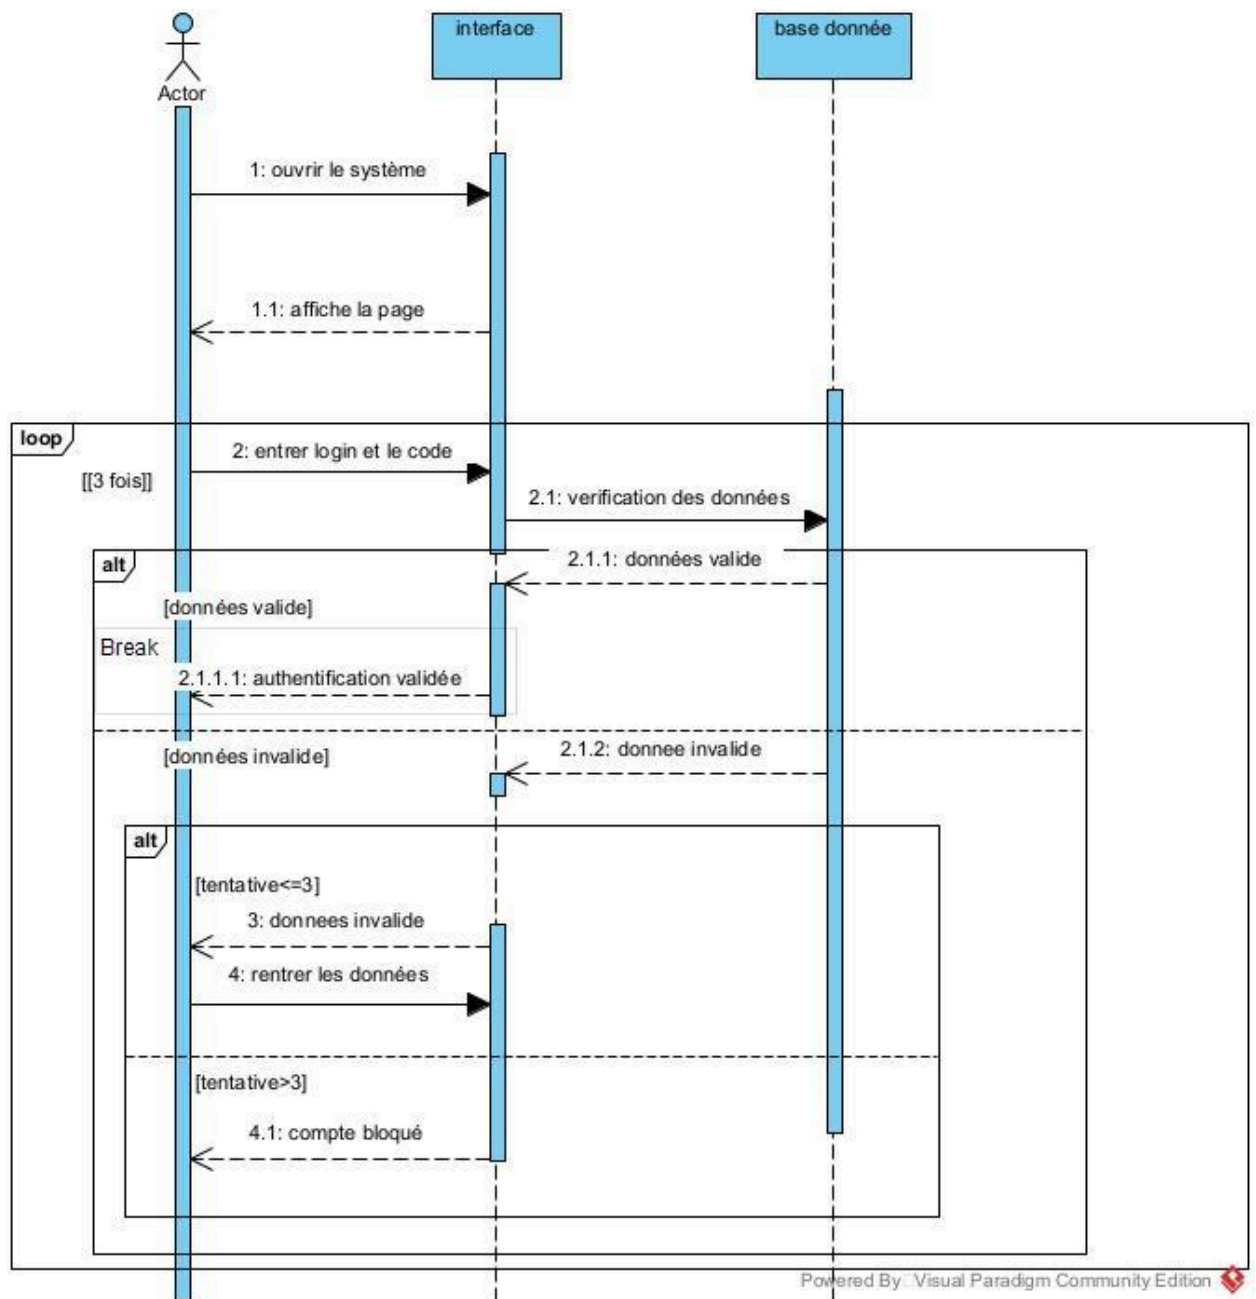 interface
base donnée
Actor
1: ouvrir le système
1.1: affiche la page
loop
2: entrer login et le code
[[3 fois]]
2.1: verification des données
alt
2.1.1: données valide
[données valide]
Break
2.1.1.1: authentification validée
[données invalide]
2.1.2: donnee invalide
alt
[tentative<=3]
3: donnees invalide
4: rentrer les données
[tentative>3]
4.1: compte bloqué
Powered By Visual Paradigm Community Edition